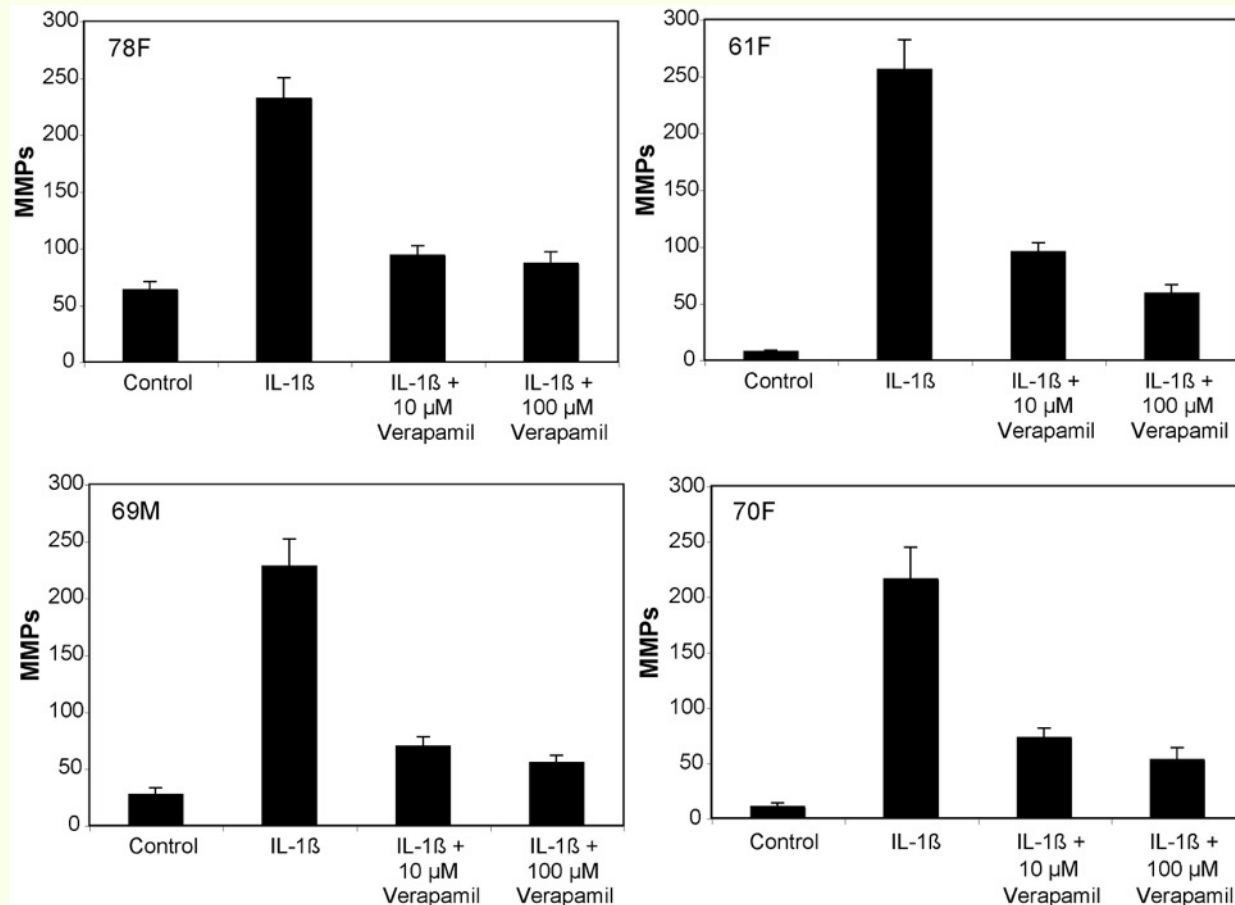 78F
MMPs
300
250
200
150
100
50
0
Control
IL-1ß
IL-1ß +
10 µM
Verapamil
IL-1ß +
100 µM
Verapamil
61F
MMPs
300
250
200
150
100
50
0
Control
IL-1ß
IL-1ß +
10 µM
Verapamil
IL-1ß +
100 µM
Verapamil
69M
MMPs
300
250
200
150
100
50
0
Control
IL-1ß
IL-1ß +
10 µM
Verapamil
IL-1ß +
100 µM
Verapamil
70F
MMPs
300
250
200
150
100
50
0
Control
IL-1ß
IL-1ß +
10 µM
Verapamil
IL-1ß +
100 µM
Verapamil